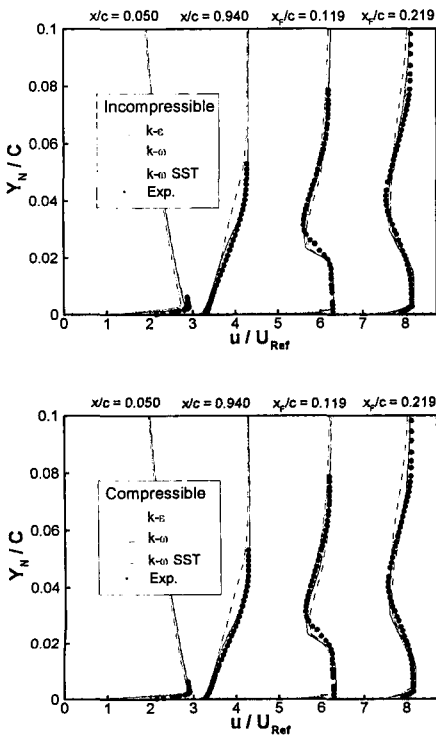 x/c = 0.050 x/c = 0.940 x_F/c = 0.119 x_F/c = 0.219
0.1
0.08
0.06
0.04
0.02
0
Y_N / C
Incompressible
k-ε
k-ω
k-ω SST
Exp.
0 1 2 3 4 5 6 7 8
u / U_Ref
x/c = 0.050 x/c = 0.940 x_F/c = 0.119 x_F/c = 0.219
0.1
0.08
0.06
0.04
0.02
0
Y_N / C
Compressible
k-ε
k-ω
k-ω SST
Exp.
0 1 2 3 4 5 6 7 8
u / U_Ref